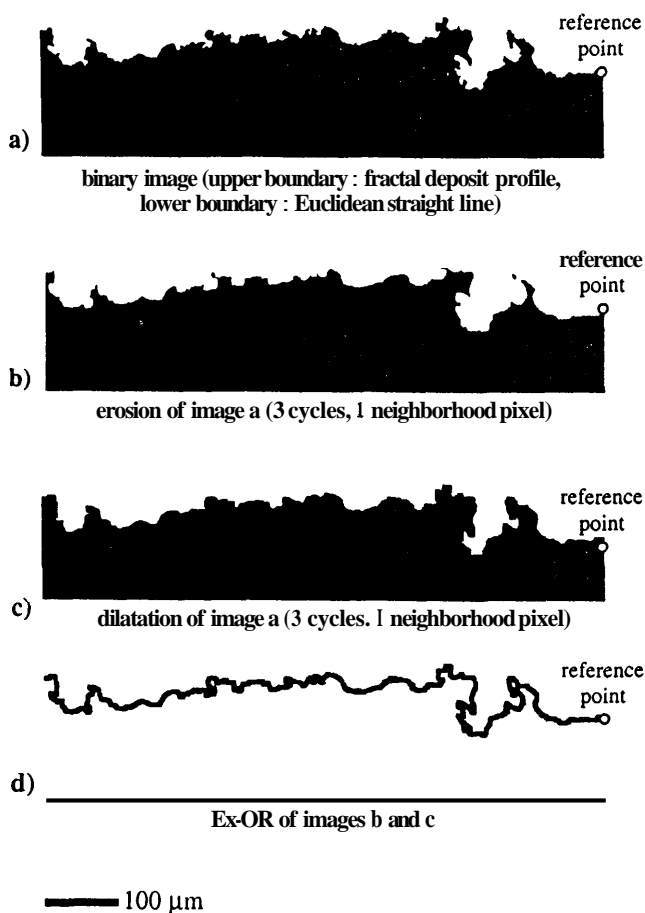 reference
point
a)
binary image (upper boundary : fractal deposit profile,
lower boundary : Euclidean straight line)
reference
point
b)
erosion of image a (3 cycles, 1 neighborhood pixel)
reference
point
c)
dilatation of image a (3 cycles. I neighborhood pixel)
reference
point
d)
Ex-OR of images b and c
100 μm